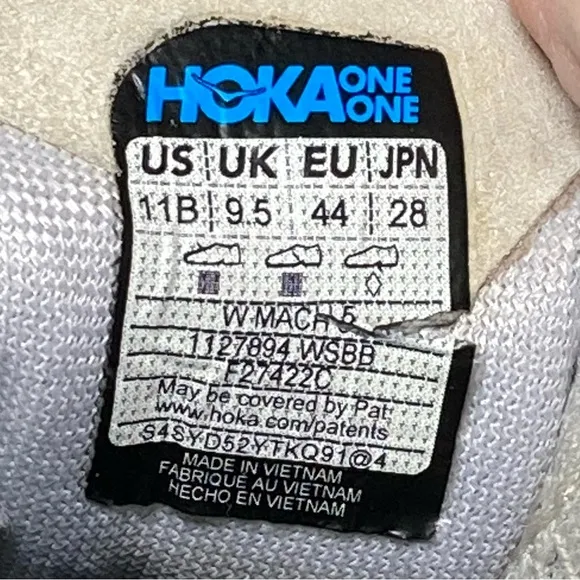 HOKA ONE ONE
US UK EU JPN
11B 9.5 44 28
W MACH 5
1127894 WSBB
F27422C
May be covered by Pat:
www.hoka.com/patents
S4SYD52YTKQ91@4
MADE IN VIETNAM
FABRIQUÉ AU VIETNAM
HECHO EN VIETNAM